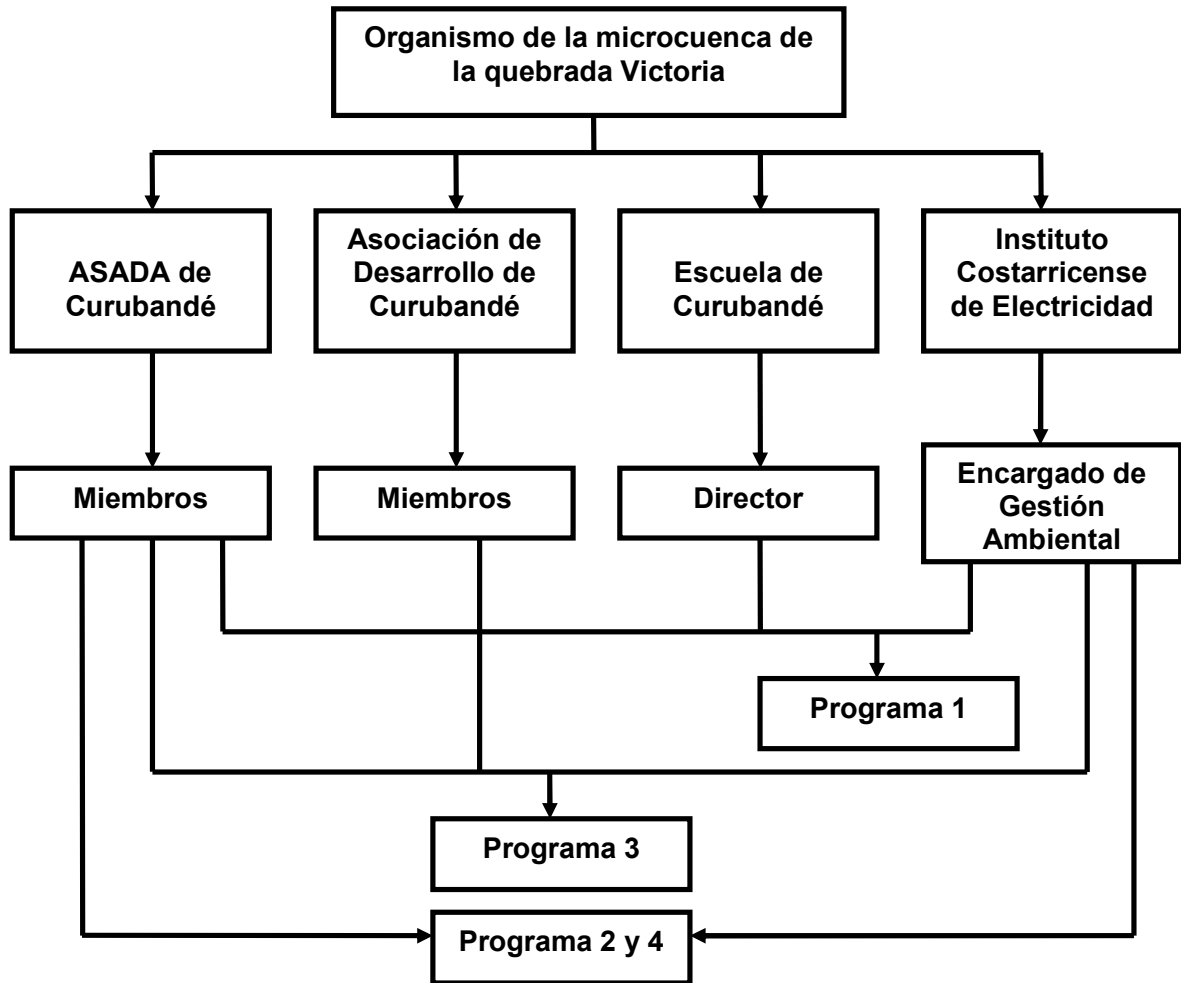 Organismo de la microcuenca de
la quebrada Victoria
ASADA de
Curubandé
Asociación de
Desarrollo de
Curubandé
Escuela de
Curubandé
Instituto
Costarricense
de Electricidad
Miembros
Miembros
Director
Encargado de
Gestión
Ambiental
Programa 1
Programa 3
Programa 2 y 4